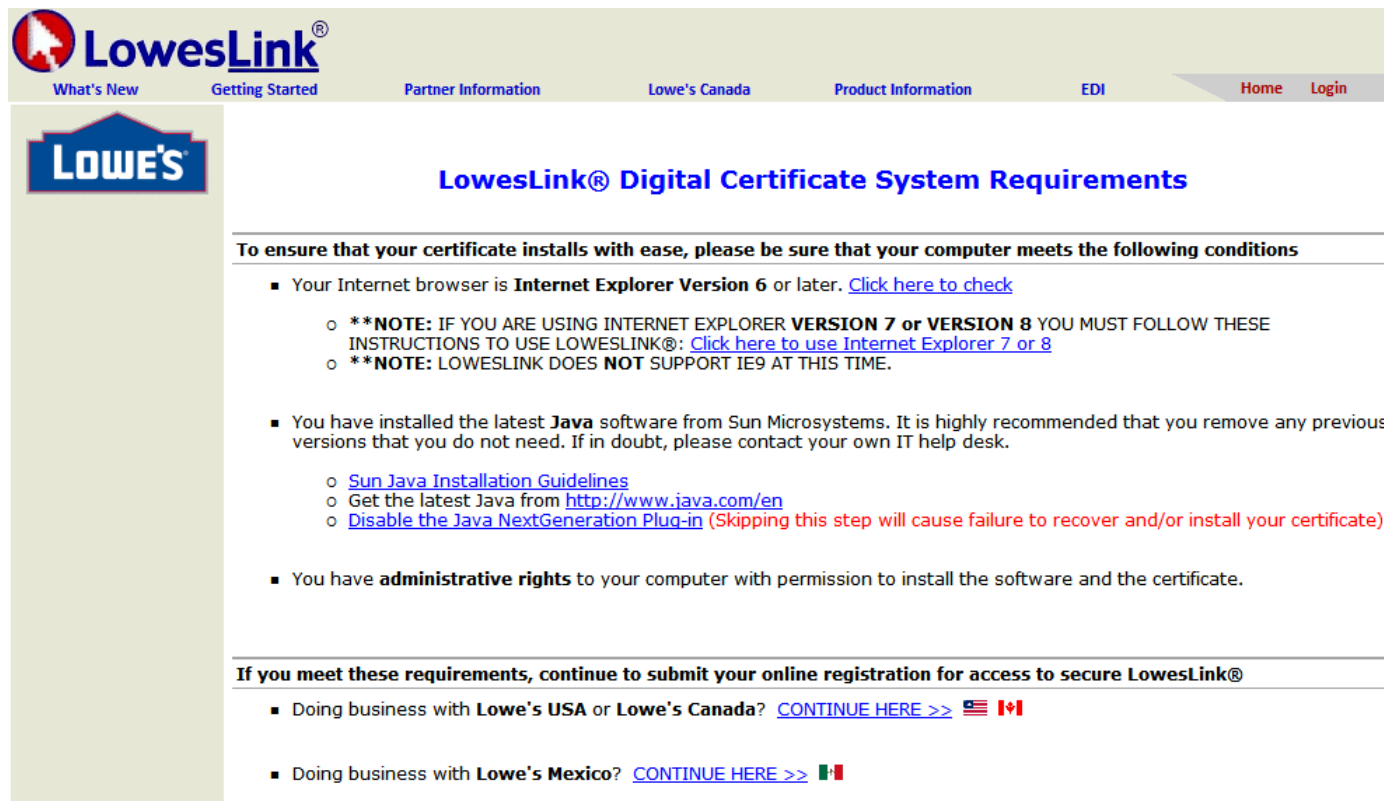 LowesLink®
What's New Getting Started Partner Information Lowe's Canada Product Information EDI Home Login
LOWE'S
LowesLink® Digital Certificate System Requirements
To ensure that your certificate installs with ease, please be sure that your computer meets the following conditions
Your Internet browser is Internet Explorer Version 6 or later. Click here to check
**NOTE: IF YOU ARE USING INTERNET EXPLORER VERSION 7 or VERSION 8 YOU MUST FOLLOW THESE
INSTRUCTIONS TO USE LOWESLINK®: Click here to use Internet Explorer 7 or 8
**NOTE: LOWESLINK DOES NOT SUPPORT IE9 AT THIS TIME.
You have installed the latest Java software from Sun Microsystems. It is highly recommended that you remove any previous
versions that you do not need. If in doubt, please contact your own IT help desk.
Sun Java Installation Guidelines
Get the latest Java from http://www.java.com/en
Disable the Java NextGeneration Plug-in (Skipping this step will cause failure to recover and/or install your certificate)
You have administrative rights to your computer with permission to install the software and the certificate.
If you meet these requirements, continue to submit your online registration for access to secure LowesLink®
Doing business with Lowe's USA or Lowe's Canada? CONTINUE HERE >>
Doing business with Lowe's Mexico? CONTINUE HERE >>